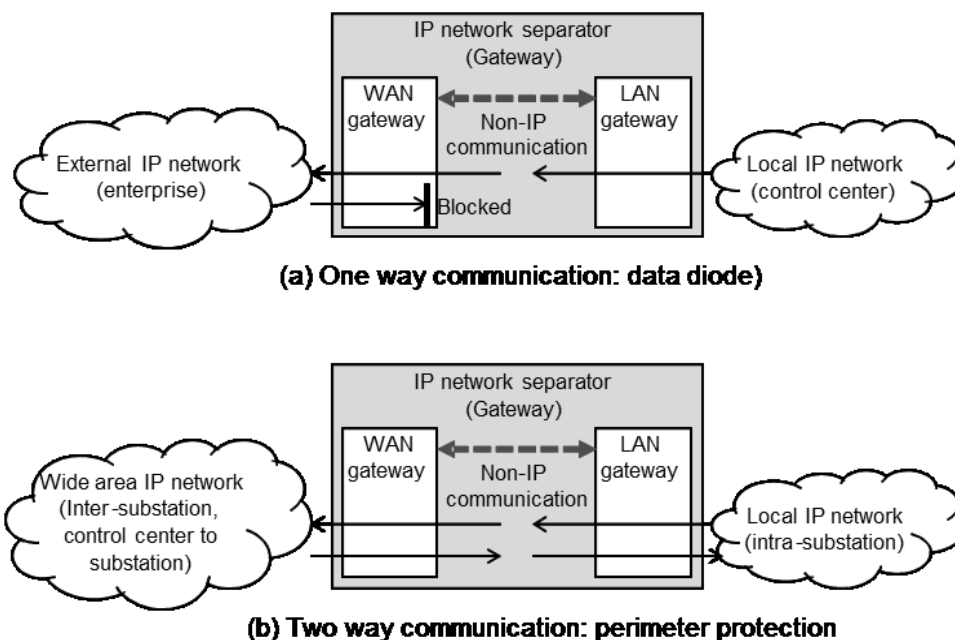 IP network separator
(Gateway)
WAN
gateway
LAN
gateway
Non-IP
communication
External IP network
(enterprise)
Local IP network
(control center)
Blocked
(a) One way communication: data diode)
IP network separator
(Gateway)
WAN
gateway
LAN
gateway
Non-IP
communication
Wide area IP network
(Inter-substation,
control center to
substation)
Local IP network
(intra-substation)
(b) Two way communication: perimeter protection